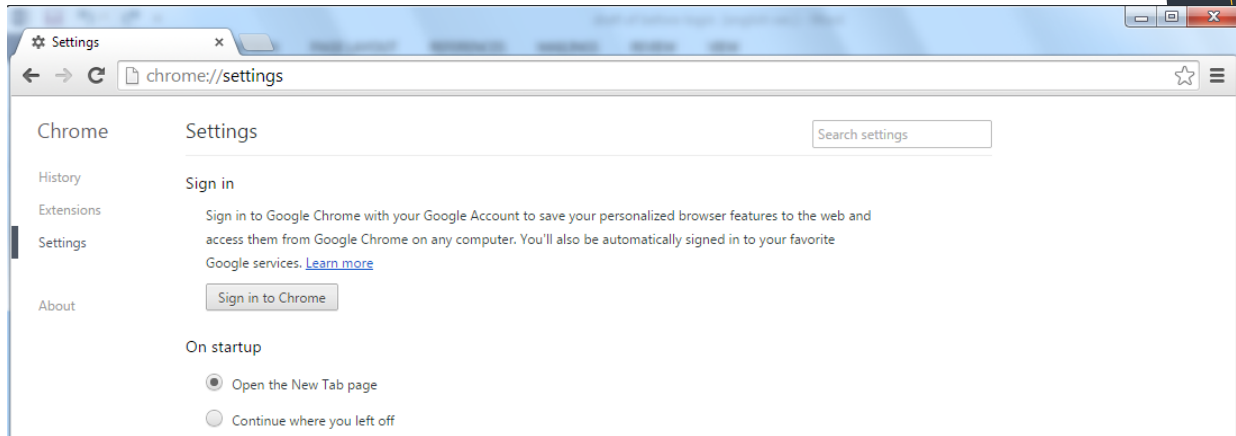 Settings
chrome://settings
Chrome
Settings
Search settings
History
Extensions
Settings
About
Sign in
Sign in to Google Chrome with your Google Account to save your personalized browser features to the web and
access them from Google Chrome on any computer. You'll also be automatically signed in to your favorite
Google services. Learn more
Sign in to Chrome
On startup
Open the New Tab page
Continue where you left off